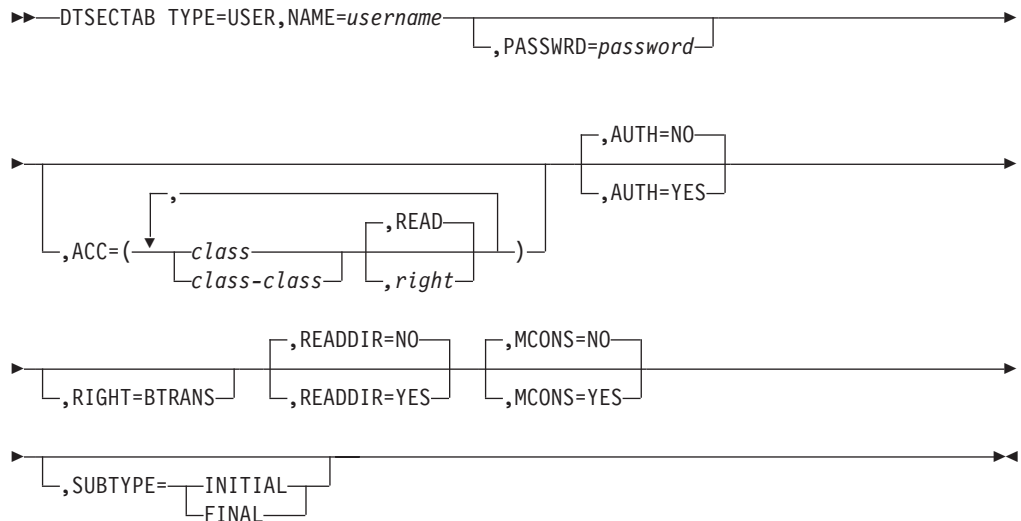 DTSECTAB TYPE=USER,NAME=username
,PASSWRD=password
,AUTH=NO
,AUTH=YES
,
,READ
,ACC=( class )
class-class ,right
,READDIR=NO ,MCONS=NO
,RIGHT=BTRANS ,READDIR=YES ,MCONS=YES
,SUBTYPE= INITIAL
FINAL